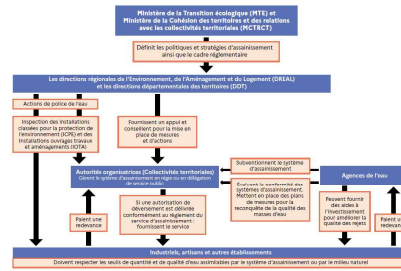 Ministère de la Transition écologique (MTE) et
Ministère de la Cohésion des territoires et des relations
avec les collectivités territoriales (MCTRCT)
Définit les politiques et stratégies d'assainissement
ainsi que le cadre réglementaire
Les directions régionales de l'Environnement, de l'Aménagement et du Logement (DREAL)
et les directions départementales des territoires (DDT)
Actions de police de l'eau
Inspection des installations
classées pour la protection de
l'environnement (ICPE) et des
Installations ouvrages travaux
et aménagements (IOTA)
Fournissent un appui et
conseillent pour la mise en
place de mesures
et d'actions
Autorités organisatrices (Collectivités territoriales)
Gèrent le système d'assainissement en régie ou en délégation
de service public
Subventionnent le système
d'assainissement
Évaluent la conformité des
systèmes d'assainissement.
Mettent en place des plans
de mesures pour la
reconquête de la qualité des
masses d'eau
Agences de l'eau
Paient une
redevance
Si une autorisation de
déversement est délivrée
conformément au règlement du
service d'assainissement :
fournissent le service
Peuvent fournir
des aides à
l'investissement
pour améliorer la
qualité des rejets
Paient une
redevance
Industriels, artisans et autres établissements
Doivent respecter les seuils de quantité et de qualité d'eau assimilables par le système d'assainissement ou par le milieu naturel